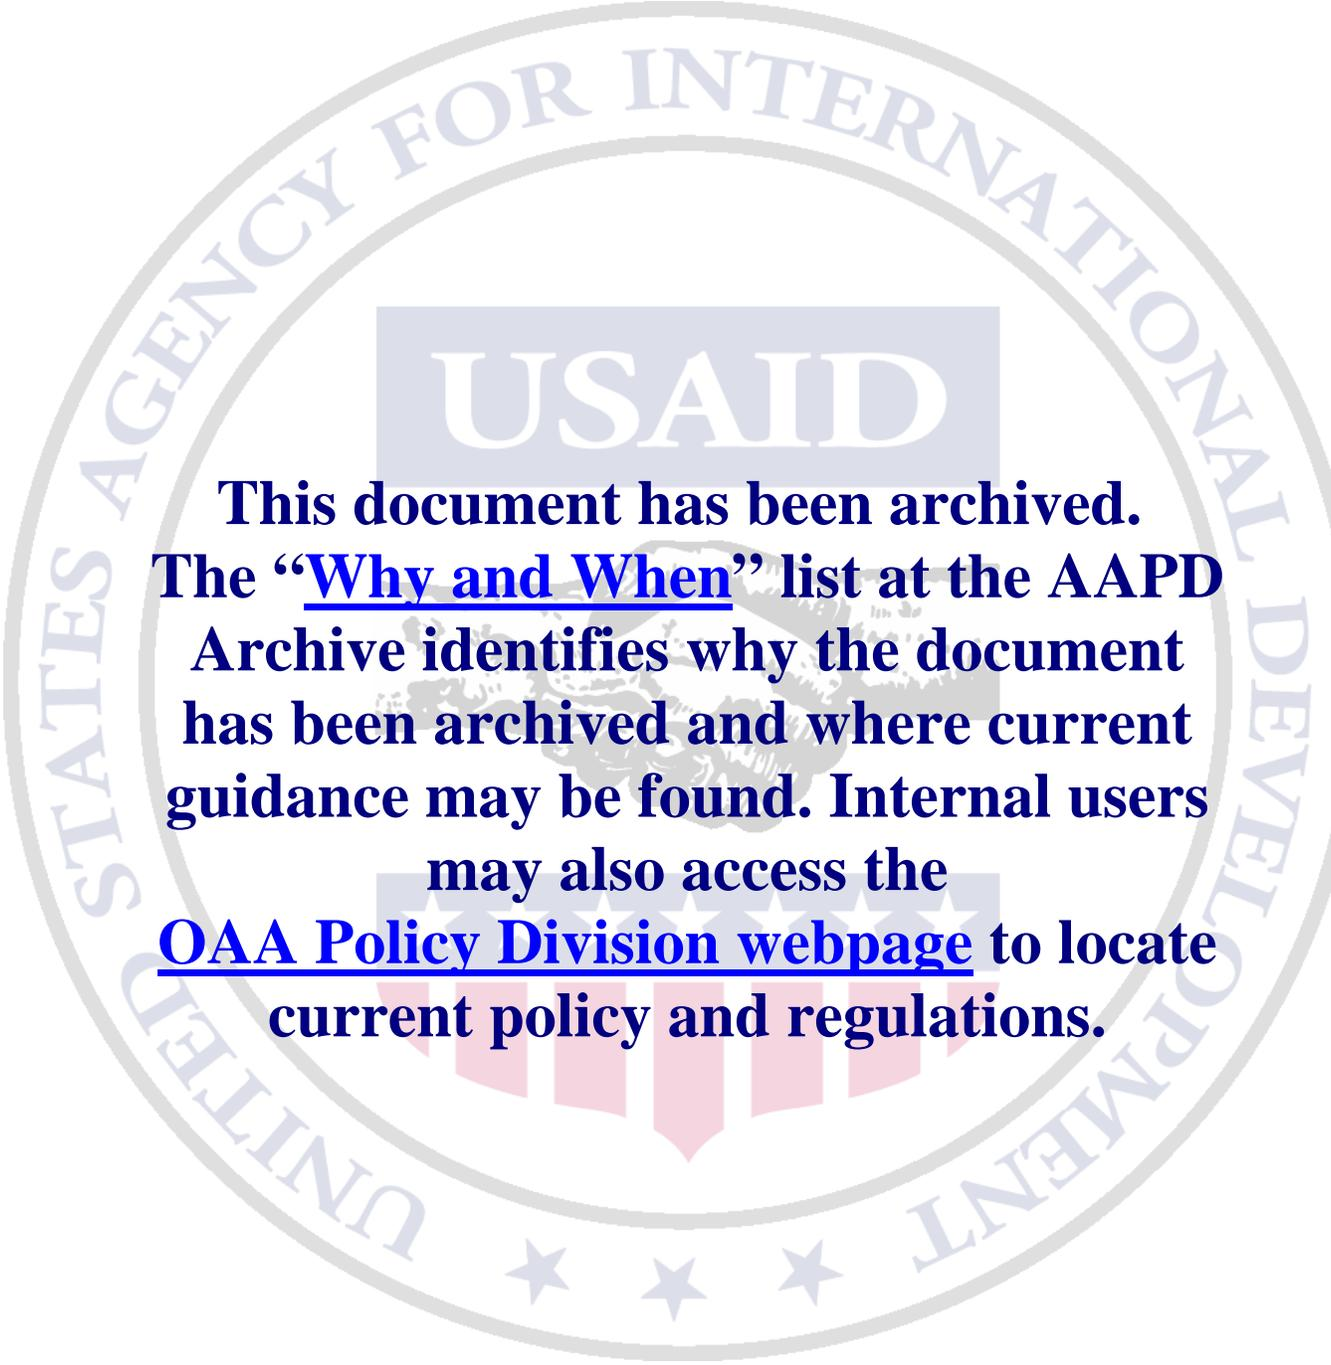 UNITED STATES AGENCY FOR INTERNATIONAL DEVELOPMENT
USAID
This document has been archived.
The “Why and When” list at the AAPD
Archive identifies why the document
has been archived and where current
guidance may be found. Internal users
may also access the
OAA Policy Division webpage to locate
current policy and regulations.